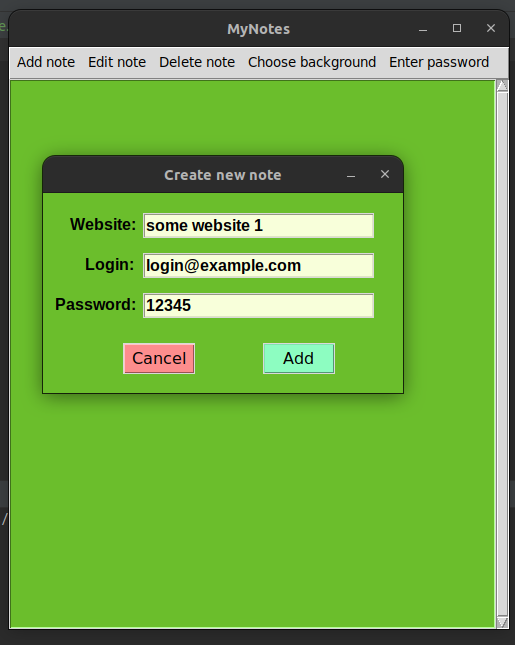 MyNotes
Add note Edit note Delete note Choose background Enter password
Create new note
Website: some website 1
Login: login@example.com
Password: 12345
Cancel Add